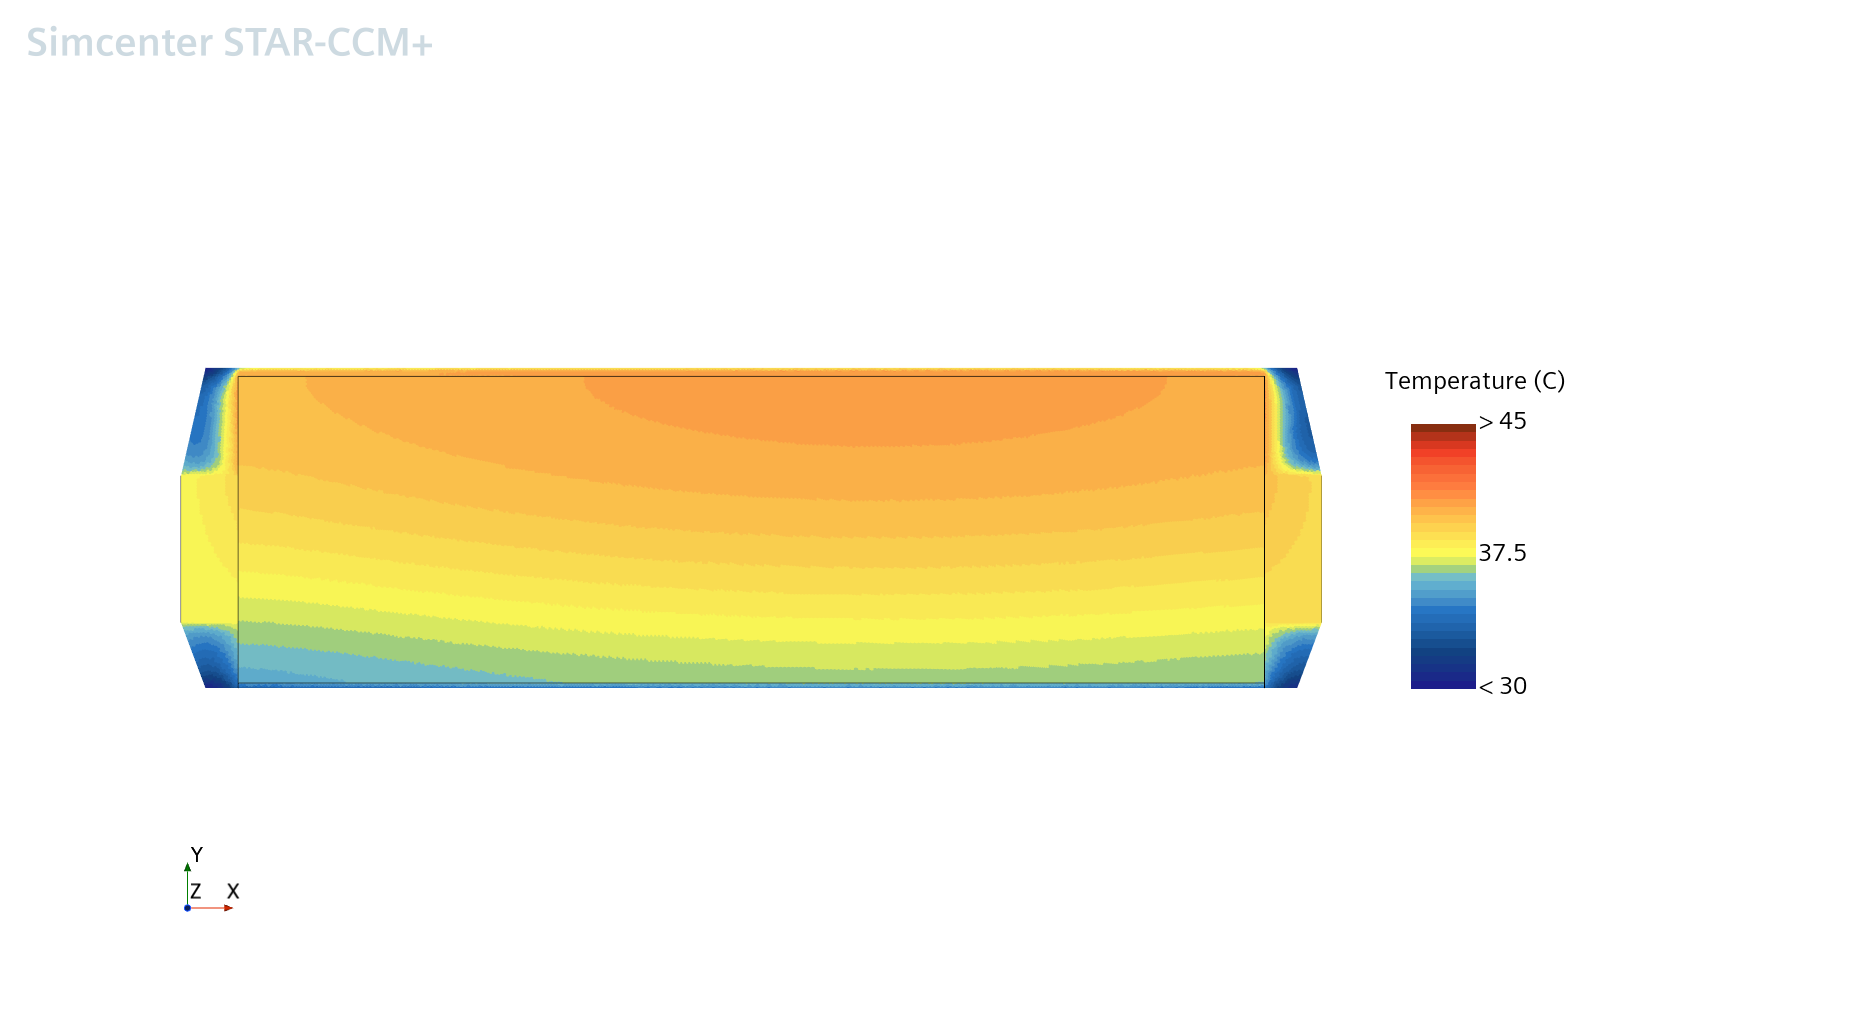 Simcenter STAR-CCM+
Temperature (C)
> 45
37.5
< 30
Y
Z X